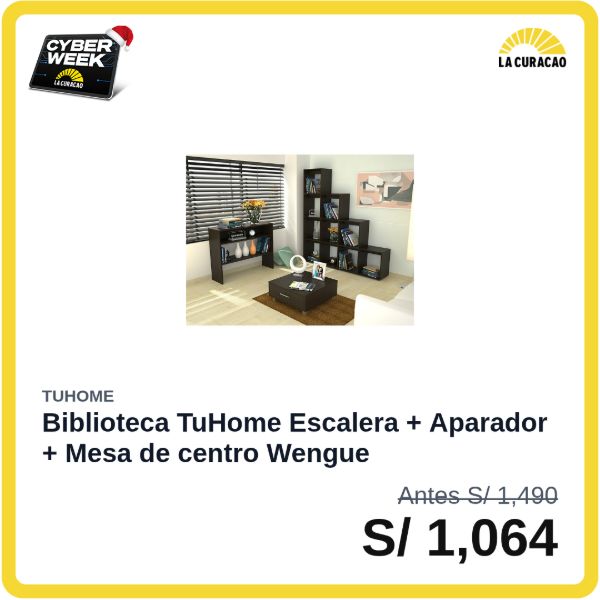 CYBER
WEEK
LA CURACAO
LA CURACAO
TUHOME
Biblioteca TuHome Escalera + Aparador
+ Mesa de centro Wengue
Antes S/ 1,490
S/ 1,064